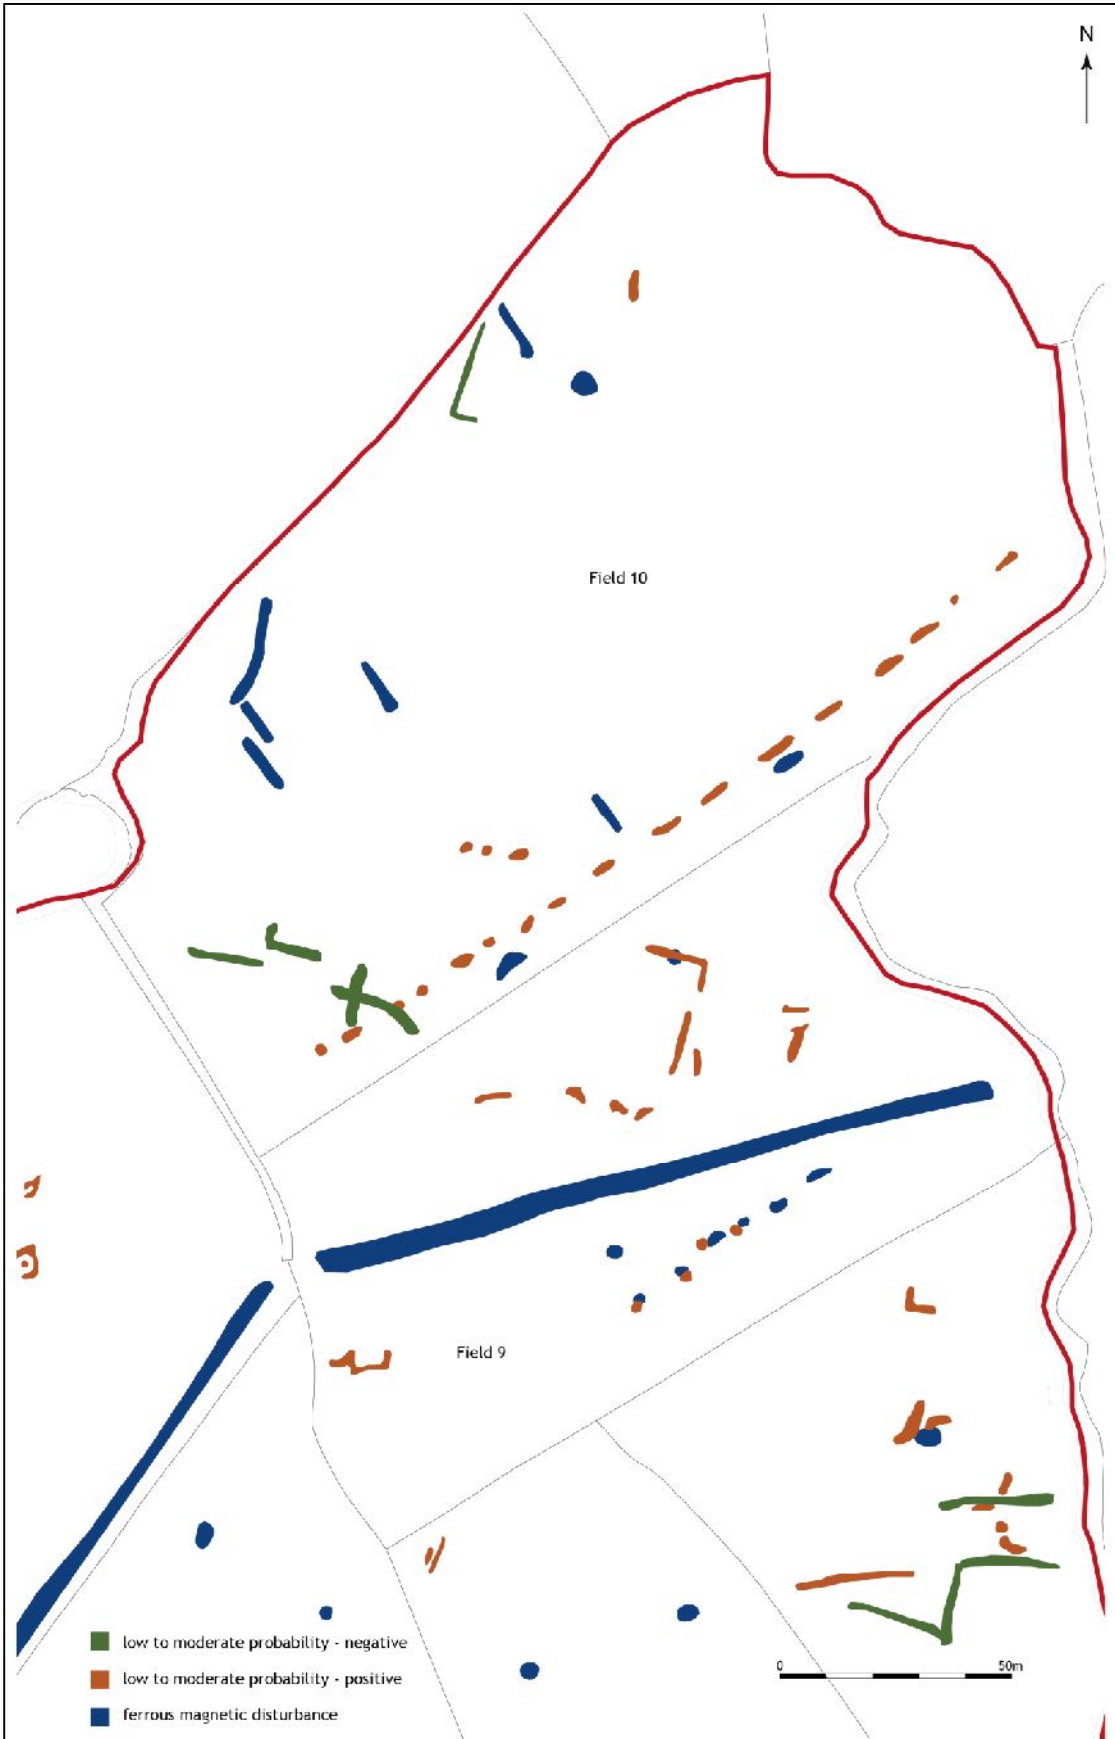 N
Field 10
Field 9
low to moderate probability - negative
low to moderate probability - positive
ferrous magnetic disturbance
0 50m